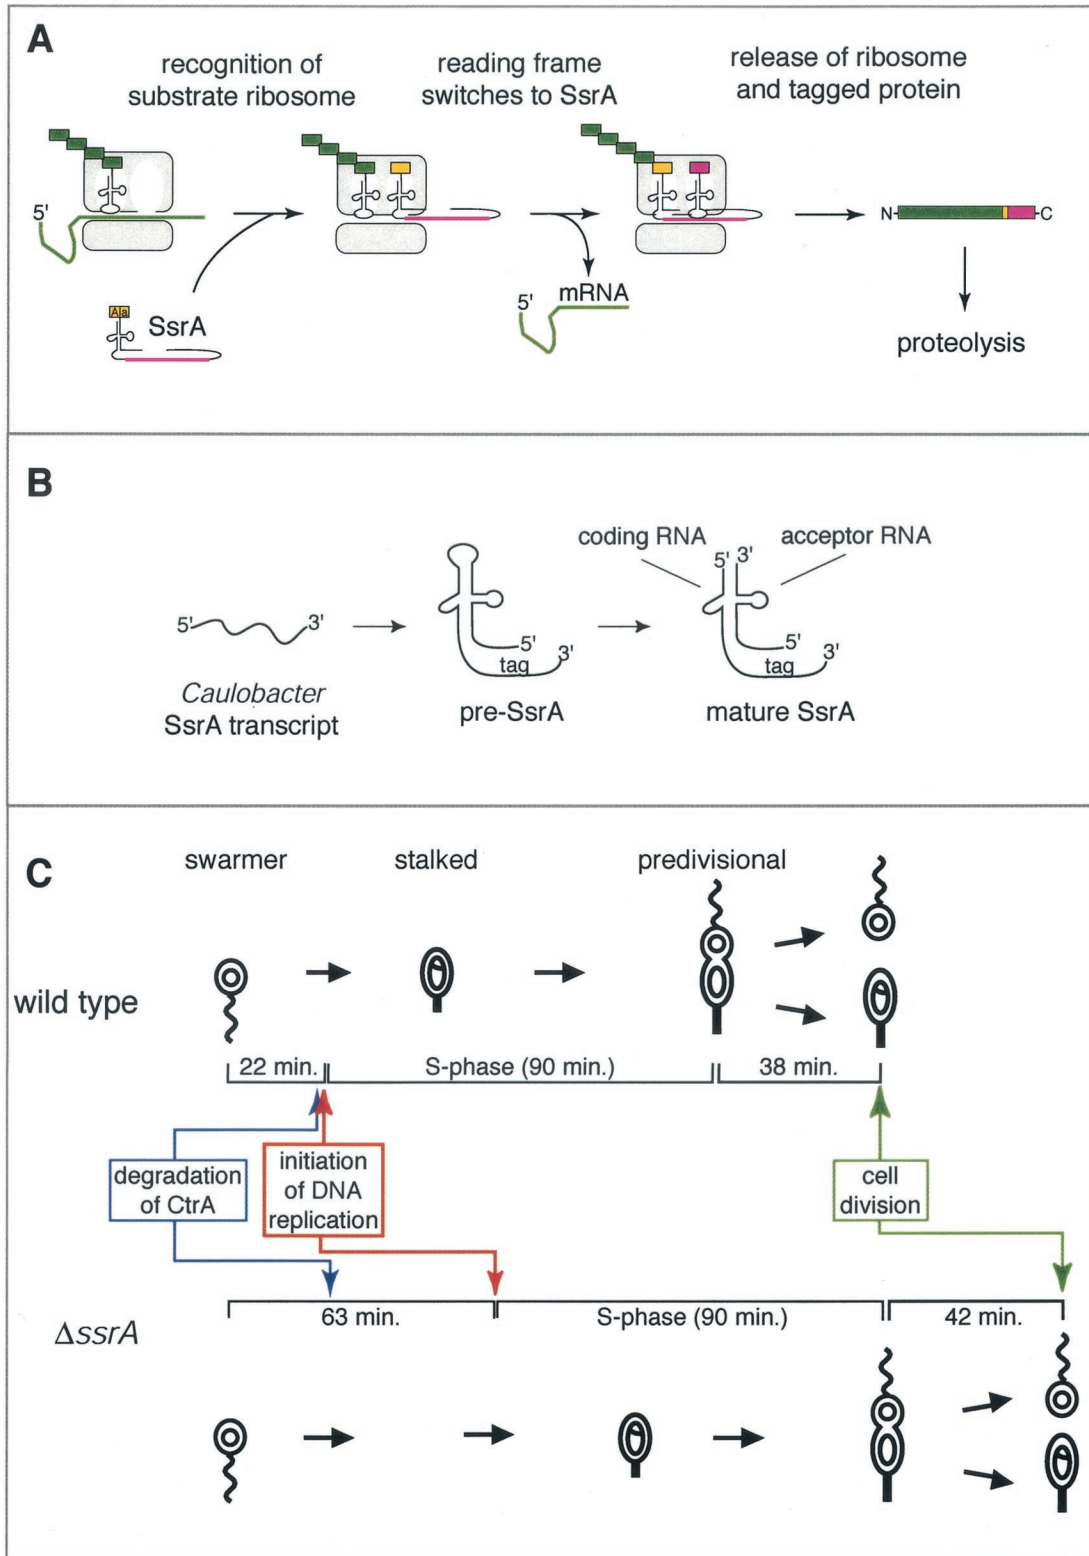 A
recognition of
substrate ribosome
reading frame
switches to SsrA
release of ribosome
and tagged protein
5'
Aa
SsrA
5'
mRNA
N
C
proteolysis
B
5'
3'
Caulobacter
SsrA transcript
5'
3'
tag
pre-SsrA
coding RNA
acceptor RNA
5'
3'
5'
3'
tag
mature SsrA
C
swarmer
stalked
predivisional
wild type
22 min.
S-phase (90 min.)
38 min.
degradation
of CtrA
initiation
of DNA
replication
cell
division
ΔssrA
63 min.
S-phase (90 min.)
42 min.